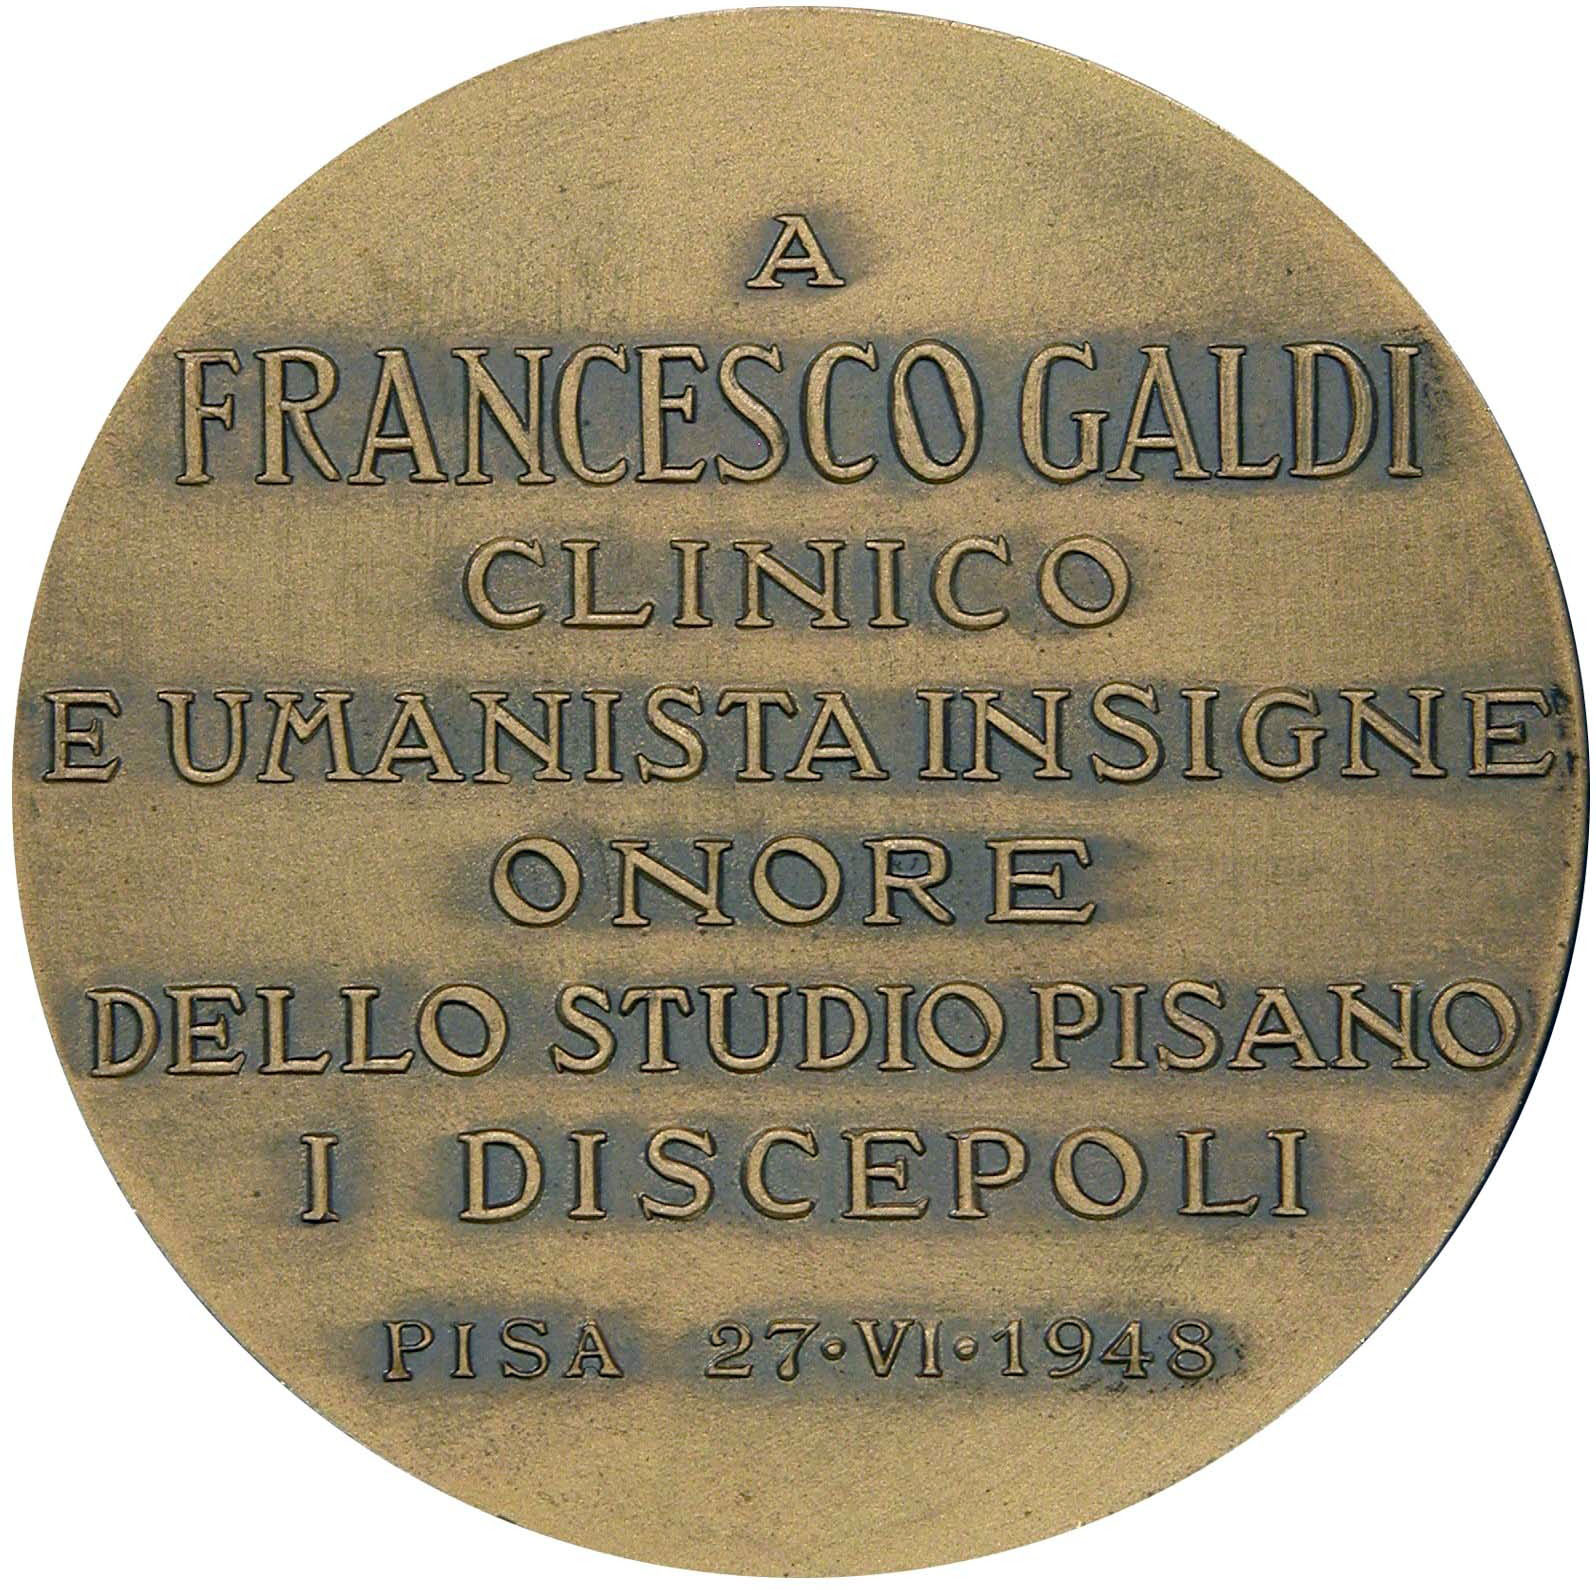 A
FRANCESCO GALDI
CLINICO
E UMANISTA INSIGNE
ONORE
DELLO STUDIO PISANO
I DISCEPOLI
PISA 27·VI·1948